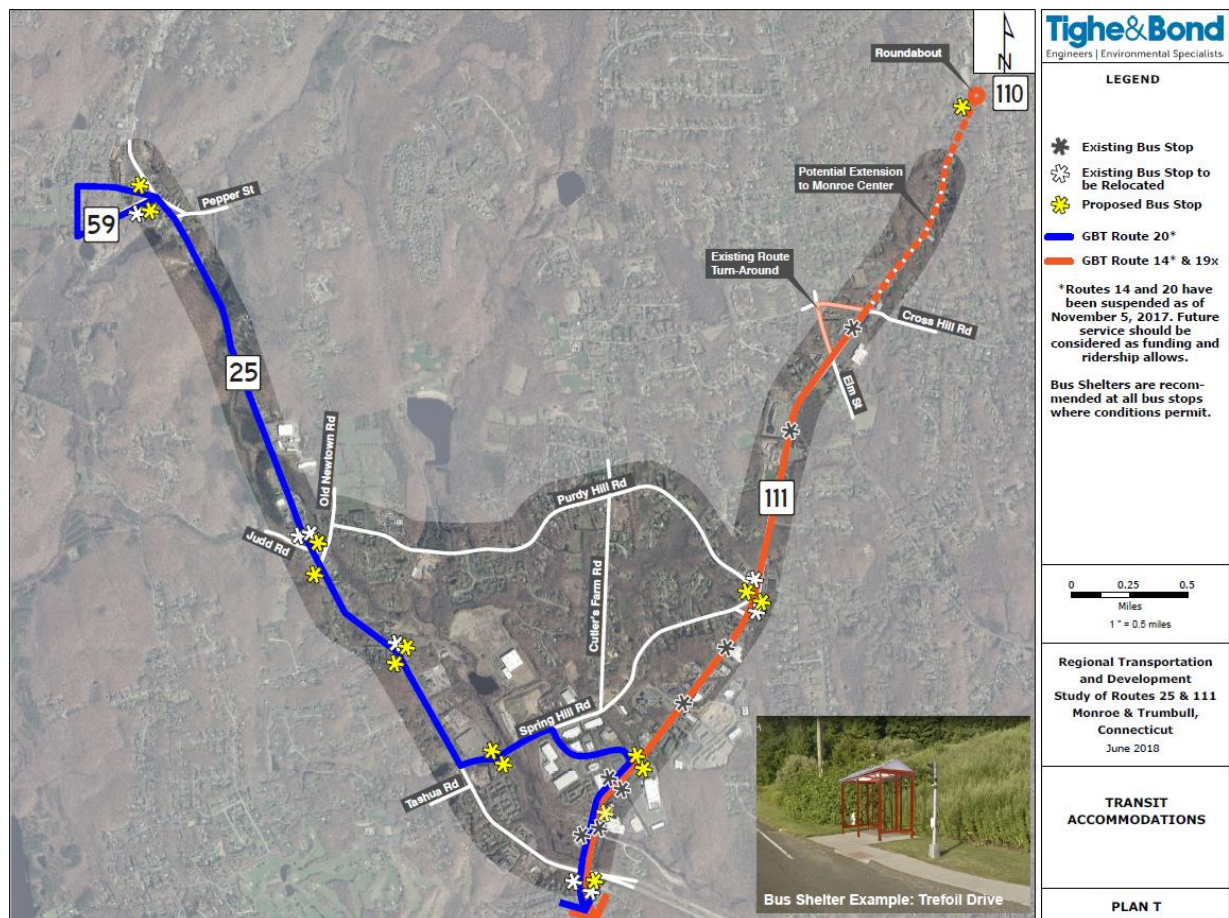 Roundabout
N
110
Potential Extension
to Monroe Center
Pepper St
59
Existing Route
Turn-Around
Cross Hill Rd
Elm St
25
Old Newtown Rd
Judd Rd
Purdy Hill Rd
111
Cutler's Farm Rd
Spring Hill Rd
Tashua Rd
Bus Shelter Example: Trefoil Drive
Tighe&Bond
Engineers | Environmental Specialists
LEGEND
Existing Bus Stop
Existing Bus Stop to
be Relocated
Proposed Bus Stop
GBT Route 20*
GBT Route 14* & 19x
*Routes 14 and 20 have
been suspended as of
November 5, 2017. Future
service should be
considered as funding and
ridership allows.
Bus Shelters are recom-
mended at all bus stops
where conditions permit.
0 0.25 0.5
Miles
1 " = 0.5 miles
Regional Transportation
and Development
Study of Routes 25 & 111
Monroe & Trumbull,
Connecticut
June 2018
TRANSIT
ACCOMMODATIONS
PLAN T